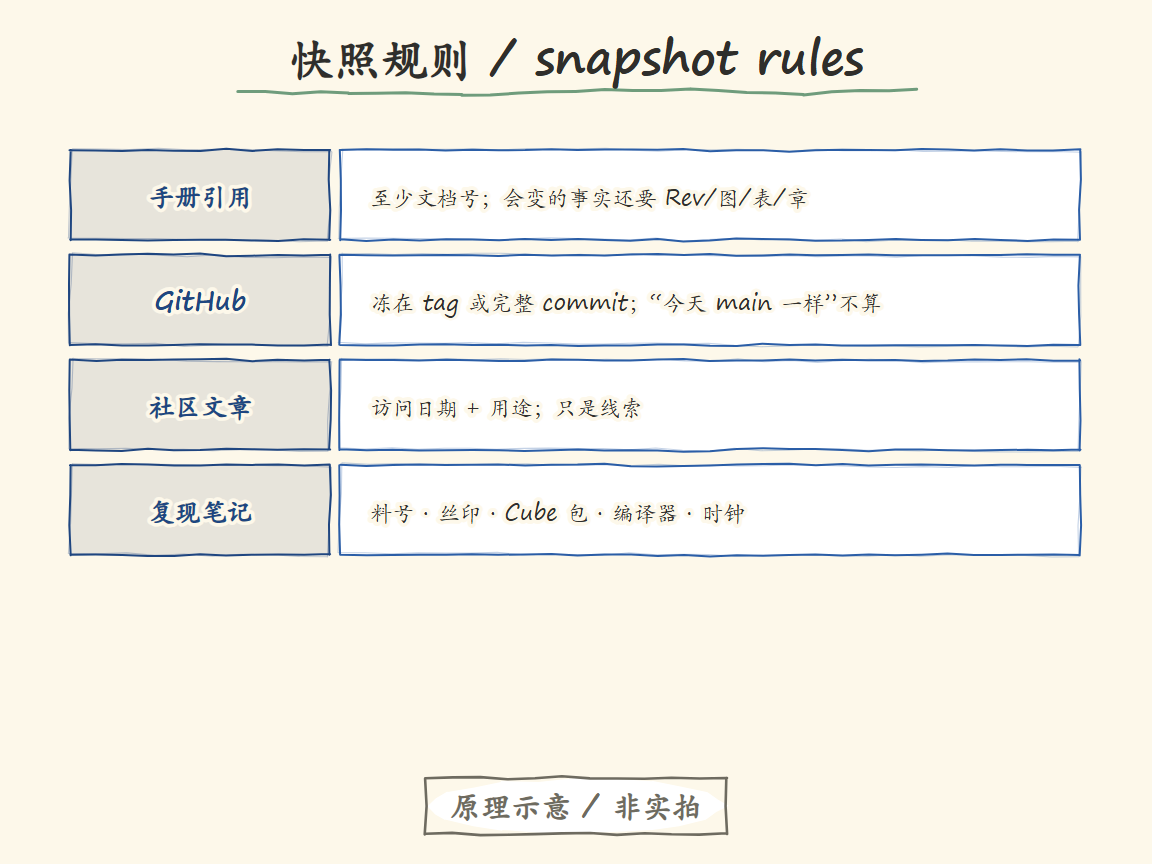 快照规则 / snapshot rules
手册引用
至少文档号；会变的事实还要 Rev/图/表/章
GitHub
冻在 tag 或完整 commit；“今天 main 一样”不算
社区文章
访问日期 + 用途；只是线索
复现笔记
料号 · 丝印 · Cube 包 · 编译器 · 时钟
原理示意 / 非实拍